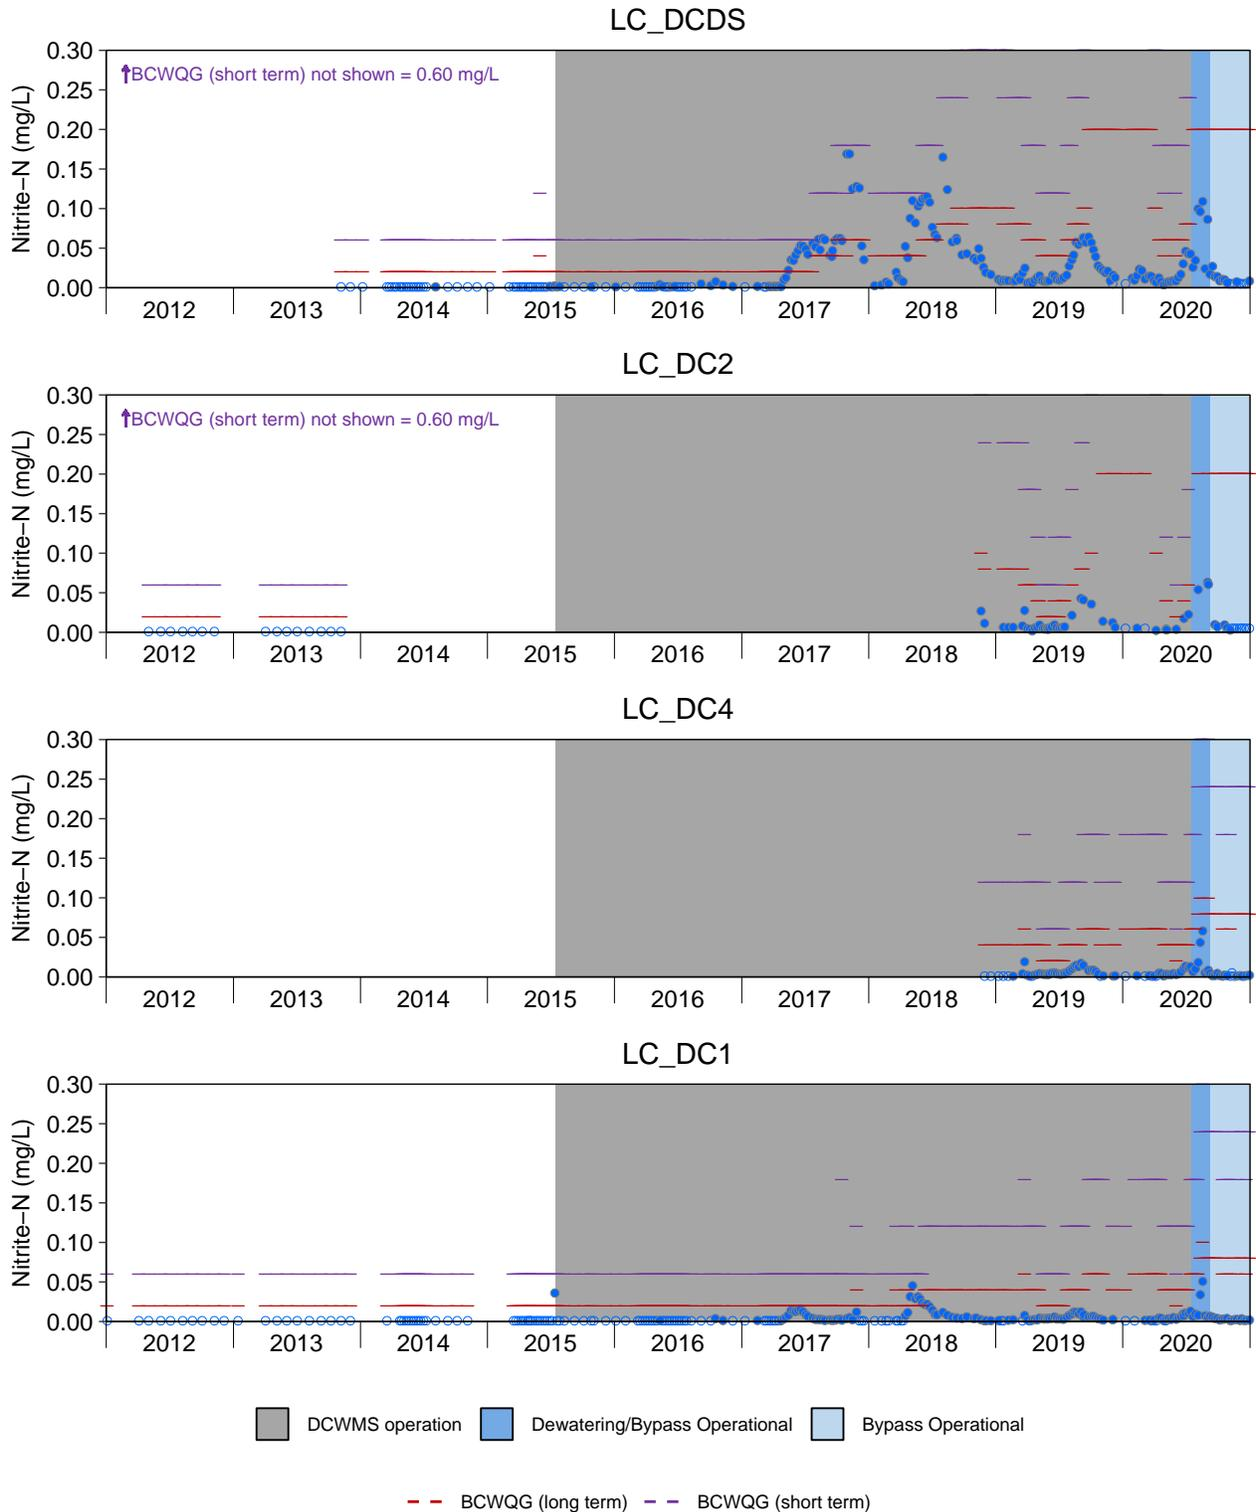 LC_DCDS
Nitrite−N (mg/L)
0.30
0.25
0.20
0.15
0.10
0.05
0.00
↑BCWQG (short term) not shown = 0.60 mg/L
2012 2013 2014 2015 2016 2017 2018 2019 2020
LC_DC2
Nitrite−N (mg/L)
0.30
0.25
0.20
0.15
0.10
0.05
0.00
↑BCWQG (short term) not shown = 0.60 mg/L
2012 2013 2014 2015 2016 2017 2018 2019 2020
LC_DC4
Nitrite−N (mg/L)
0.30
0.25
0.20
0.15
0.10
0.05
0.00
2012 2013 2014 2015 2016 2017 2018 2019 2020
LC_DC1
Nitrite−N (mg/L)
0.30
0.25
0.20
0.15
0.10
0.05
0.00
2012 2013 2014 2015 2016 2017 2018 2019 2020
DCWMS operation Dewatering/Bypass Operational Bypass Operational
BCWQG (long term) BCWQG (short term)